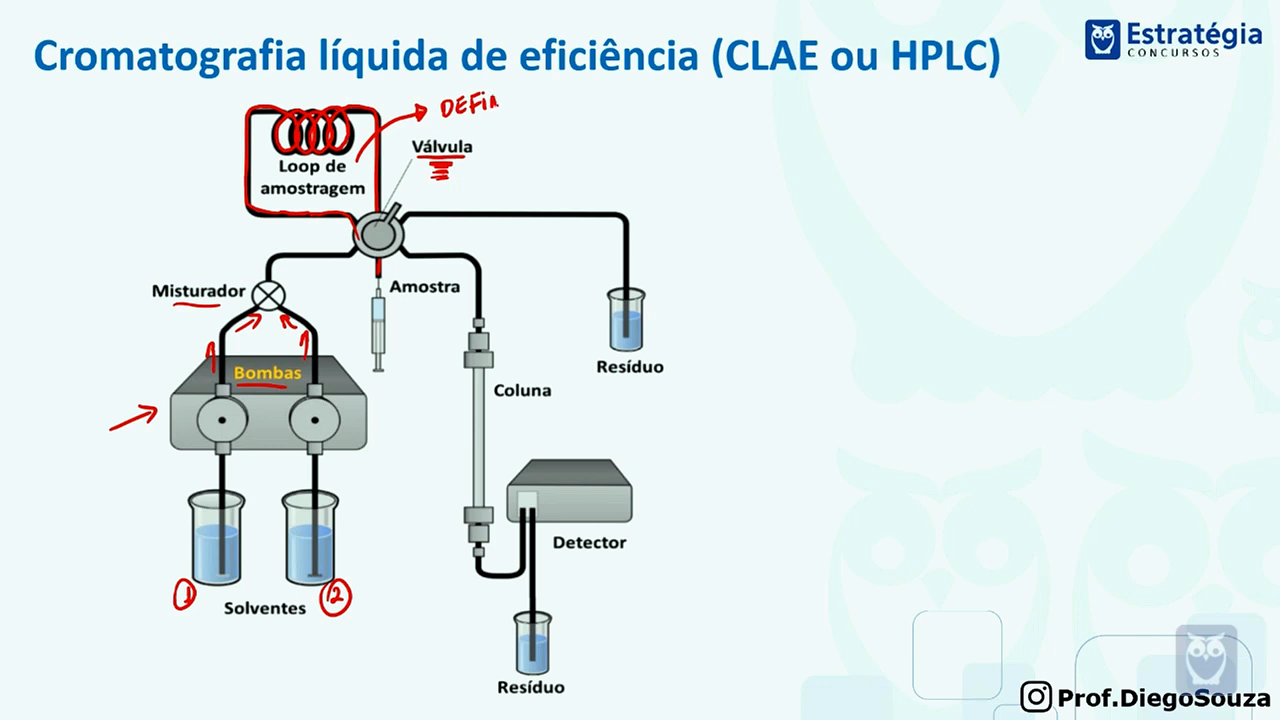 Cromatografia líquida de eficiência (CLAE ou HPLC)
Estratégia
CONCURSOS
DEFIN
Válvula
Loop de
amostragem
Misturador
Amostra
Bombas
Resíduo
Coluna
Detector
1
Solventes
2
Resíduo
Prof.DiegoSouza